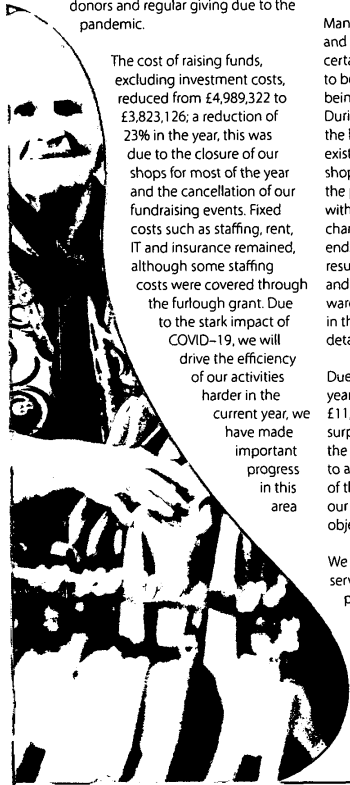 donors and regular giving due to the
pandemic.
The cost of raising funds,
excluding investment costs,
reduced from £4,989,322 to
£3,823,126; a reduction of
23% in the year, this was
due to the closure of our
shops for most of the year
and the cancellation of our
fundraising events. Fixed
costs such as staffing, rent,
IT and insurance remained,
although some staffing
costs were covered through
the furlough grant. Due
to the stark impact of
COVID–19, we will
drive the efficiency
of our activities
harder in the
current year, we
have made
important
progress
in this
area
Man
and
certa
to be
bein
Duri
the l
exist
shop
the p
with
char
end
resu
and
ward
in th
deta
Due
year
£11,
surp
the
to a
of th
our
obje
We
serv
p